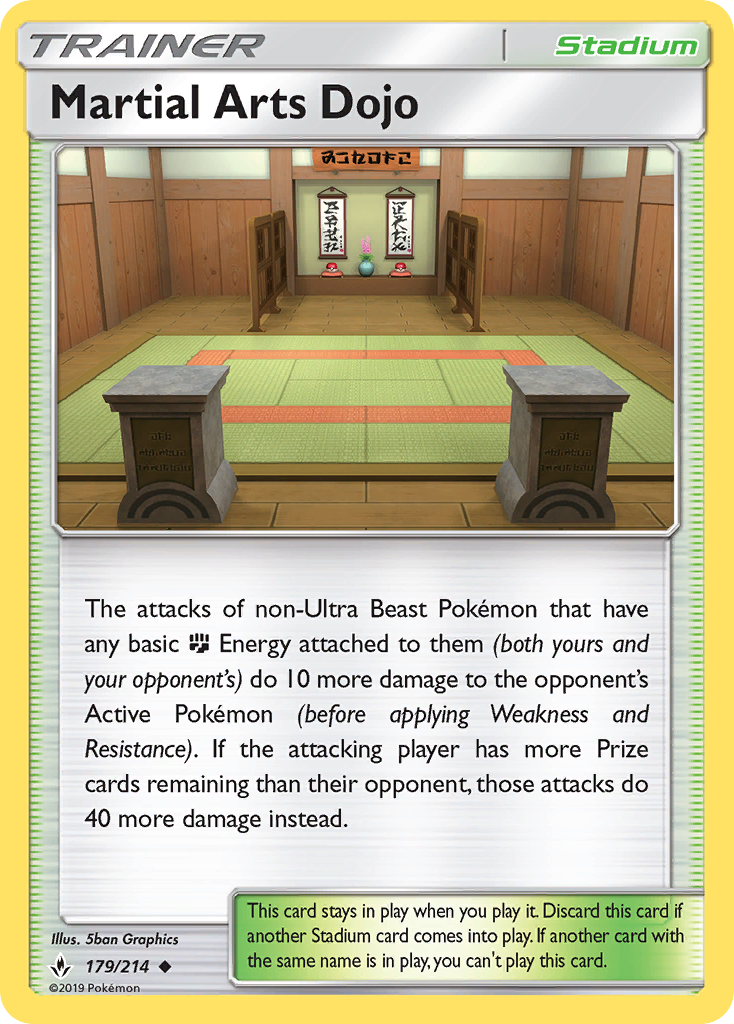 TRAINER
Stadium
Martial Arts Dojo
The attacks of non-Ultra Beast Pokémon that have
any basic Energy attached to them (both yours and
your opponent's) do 10 more damage to the opponent's
Active Pokémon (before applying Weakness and
Resistance). If the attacking player has more Prize
cards remaining than their opponent, those attacks do
40 more damage instead.
This card stays in play when you play it. Discard this card if
another Stadium card comes into play. If another card with
the same name is in play, you can't play this card.
Illus. 5ban Graphics
179/214
©2019 Pokémon